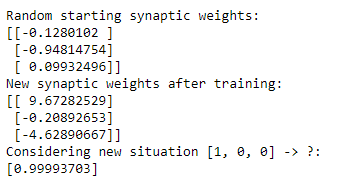 Random starting synaptic weights:
[[-0.1280102 ]
 [-0.94814754]
 [ 0.09932496]]
New synaptic weights after training:
[[ 9.67282529]
 [-0.20892653]
 [-4.62890667]]
Considering new situation [1, 0, 0] -> ?:
[0.99993703]